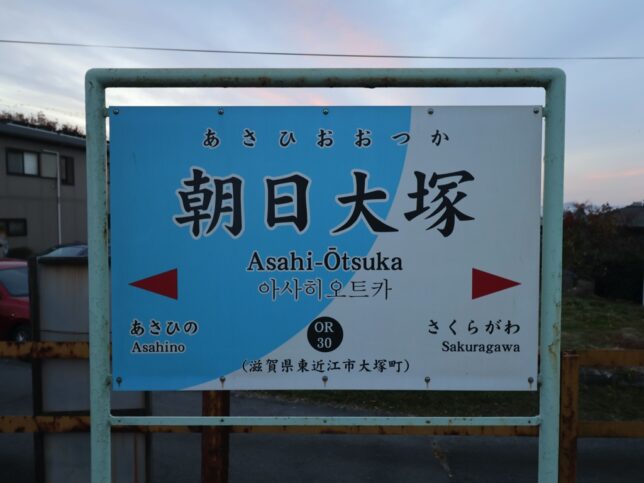 あさひおおつか
朝日大塚
Asahi-Ōtsuka
아사히오트카
あさひの
Asahino
OR
30
さくらがわ
Sakuragawa
(滋賀県東近江市大塚町)